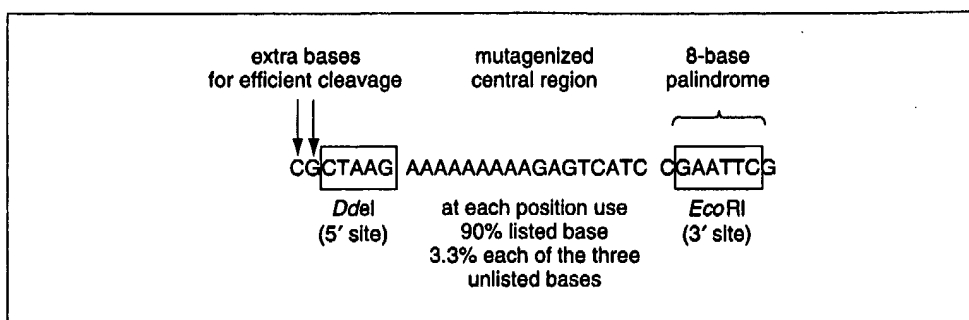 extra bases
for efficient cleavage
mutagenized
central region
8-base
palindrome
CGCTAAG AAAAAAAAAGAGTCATC CGAATTCG
DdeI
(5′ site)
at each position use
90% listed base
3.3% each of the three
unlisted bases
EcoRI
(3′ site)